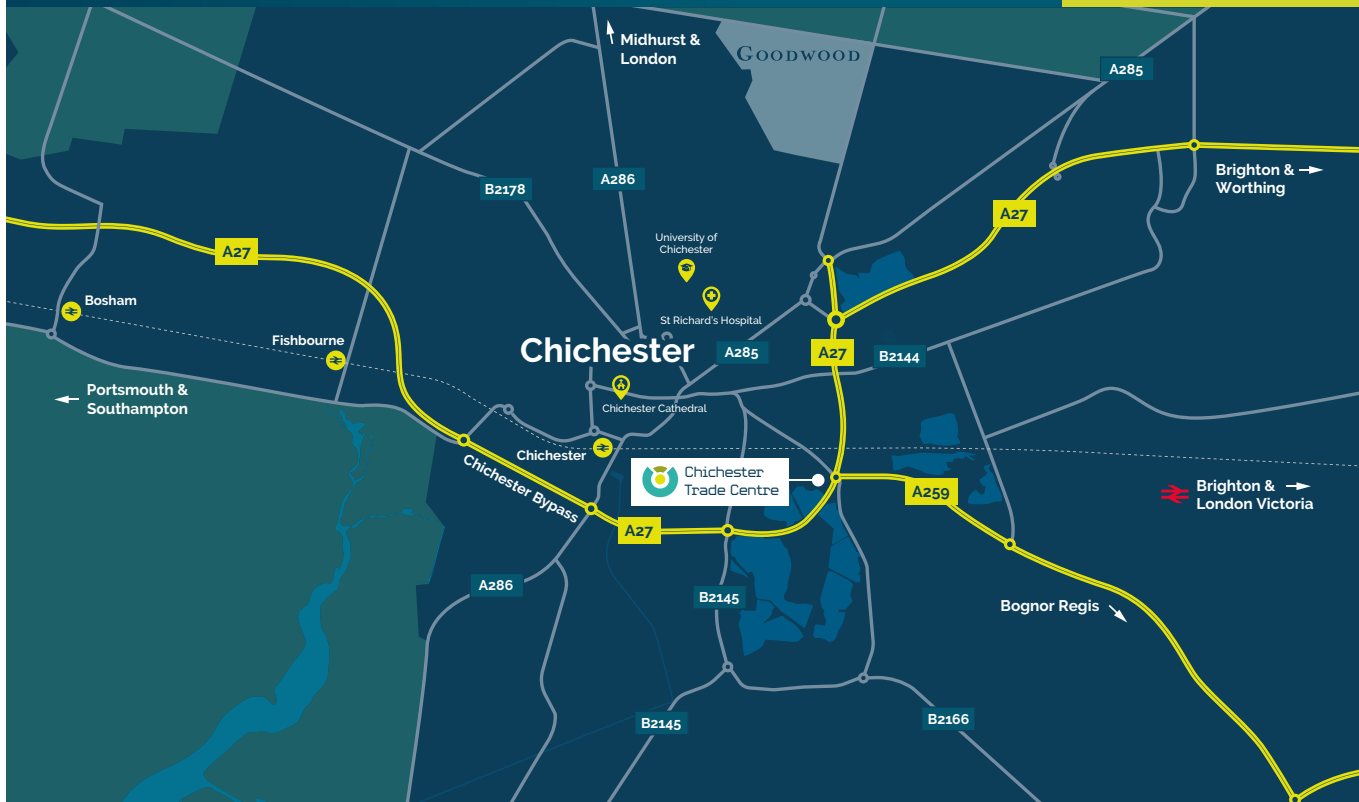 Midhurst &
London
GOODWOOD
A285
B2178
A286
Brighton &
Worthing
A27
A27
University of
Chichester
St Richard's Hospital
Bosham
Fishbourne
Chichester
A285
A27
B2144
Portsmouth &
Southampton
Chichester Cathedral
Chichester
Chichester Bypass
Chichester
Trade Centre
A259
Brighton &
London Victoria
A27
A286
B2145
Bognor Regis
B2145
B2166